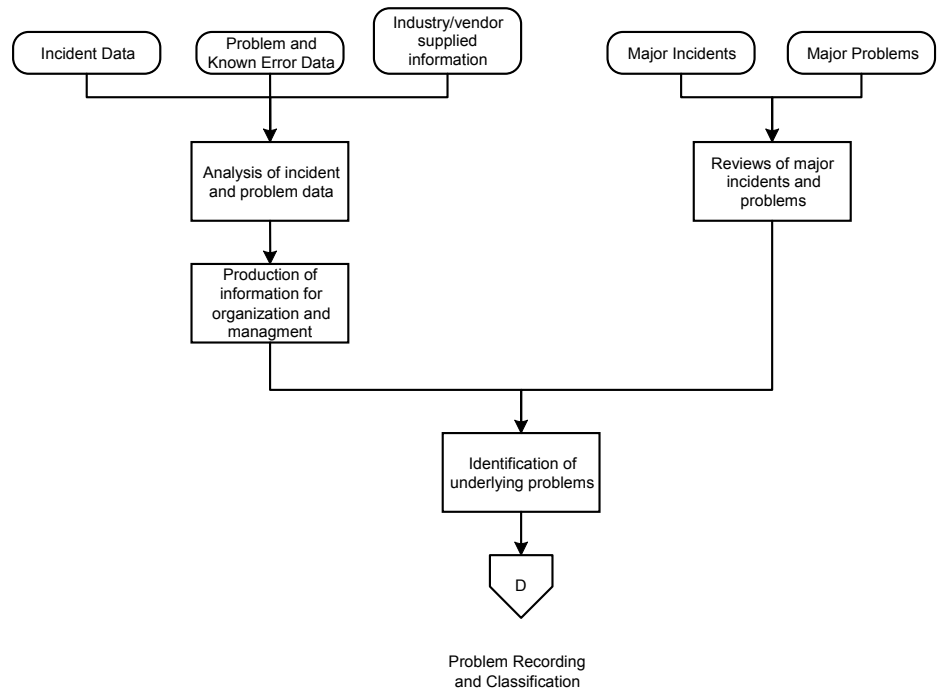 Incident Data
Problem and
Known Error Data
Industry/vendor
supplied
information
Major Incidents
Major Problems
Analysis of incident
and problem data
Reviews of major
incidents and
problems
Production of
information for
organization and
managment
Identification of
underlying problems
D
Problem Recording
and Classification